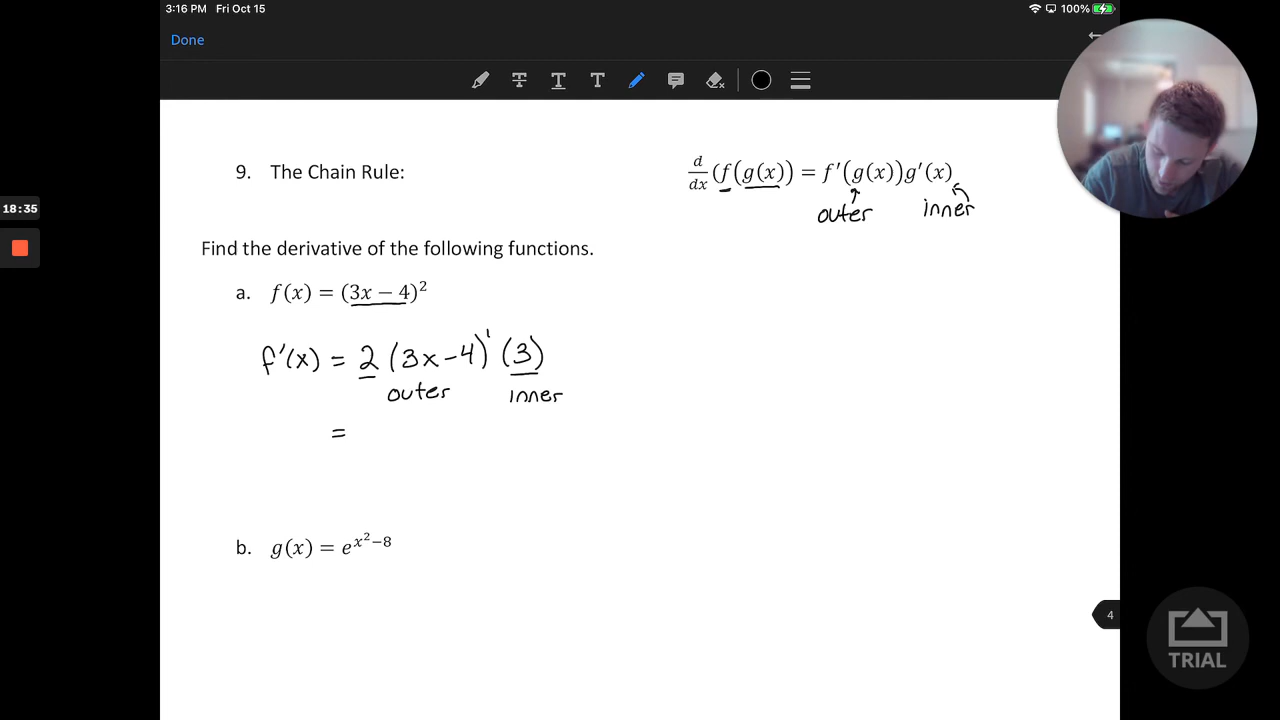 3:16 PM Fri Oct 15
100%
Done
18:35
9. The Chain Rule:
d/dx (f(g(x)) = f'(g(x))g'(x)
outer
inner
Find the derivative of the following functions.
a. f(x) = (3x − 4)²
f'(x) = 2 (3x-4)¹ (3)
outer inner
=
b. g(x) = e^{x²−8}
4
TRIAL